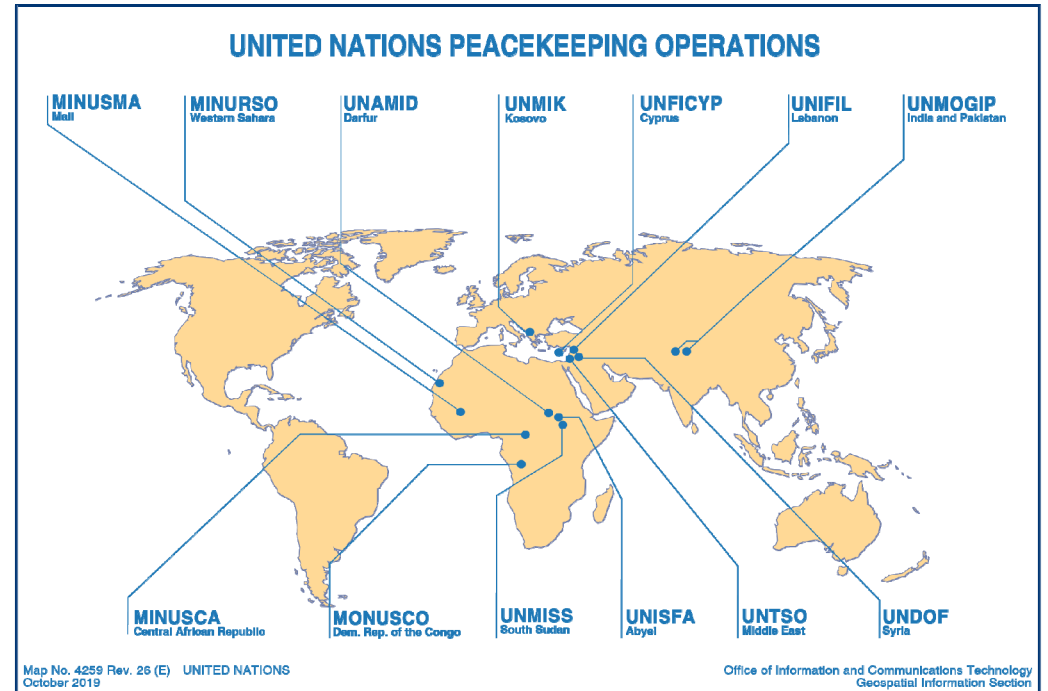 UNITED NATIONS PEACEKEEPING OPERATIONS
MINUSMA
Mali
MINURSO
Western Sahara
UNAMID
Darfur
UNMIK
Kosovo
UNFICYP
Cyprus
UNIFIL
Lebanon
UNMOGIP
India and Pakistan
MINUSCA
Central African Republic
MONUSCO
Dem. Rep. of the Congo
UNMISS
South Sudan
UNISFA
Abyei
UNTSO
Middle East
UNDOF
Syria
Map No. 4259 Rev. 26 (E) UNITED NATIONS
October 2019
Office of Information and Communications Technology
Geospatial Information Section